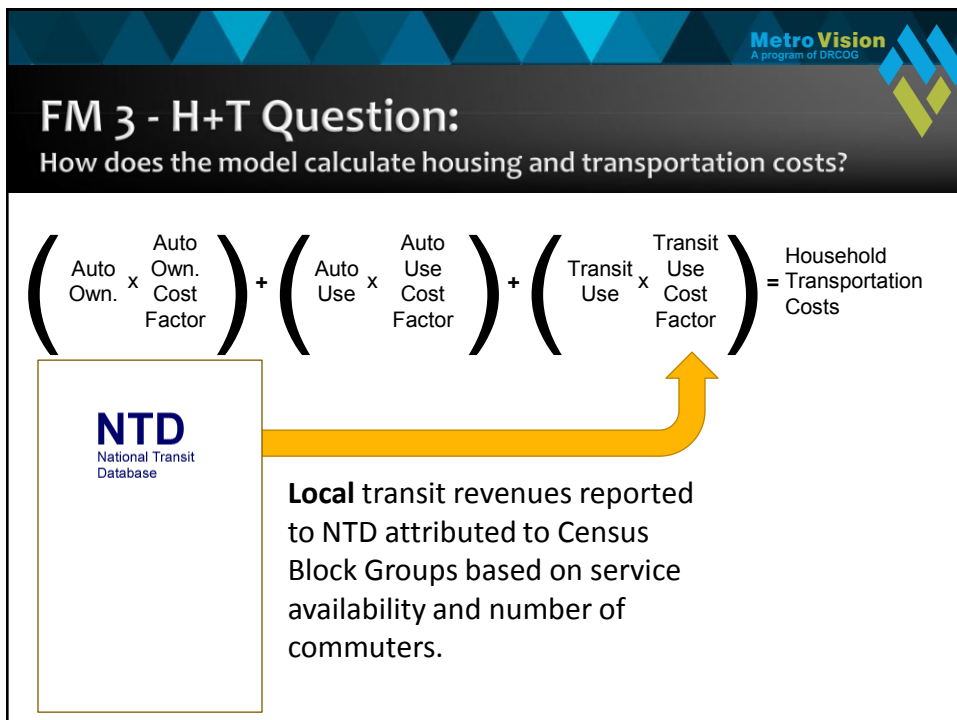 MetroVision
A program of DRCOG
FM 3 - H+T Question:
How does the model calculate housing and transportation costs?
( Auto Own. x Auto Own. Cost Factor ) + ( Auto Use x Auto Use Cost Factor ) + ( Transit Use x Transit Use Cost Factor ) = Household Transportation Costs
NTD
National Transit
Database
Local transit revenues reported
to NTD attributed to Census
Block Groups based on service
availability and number of
commuters.